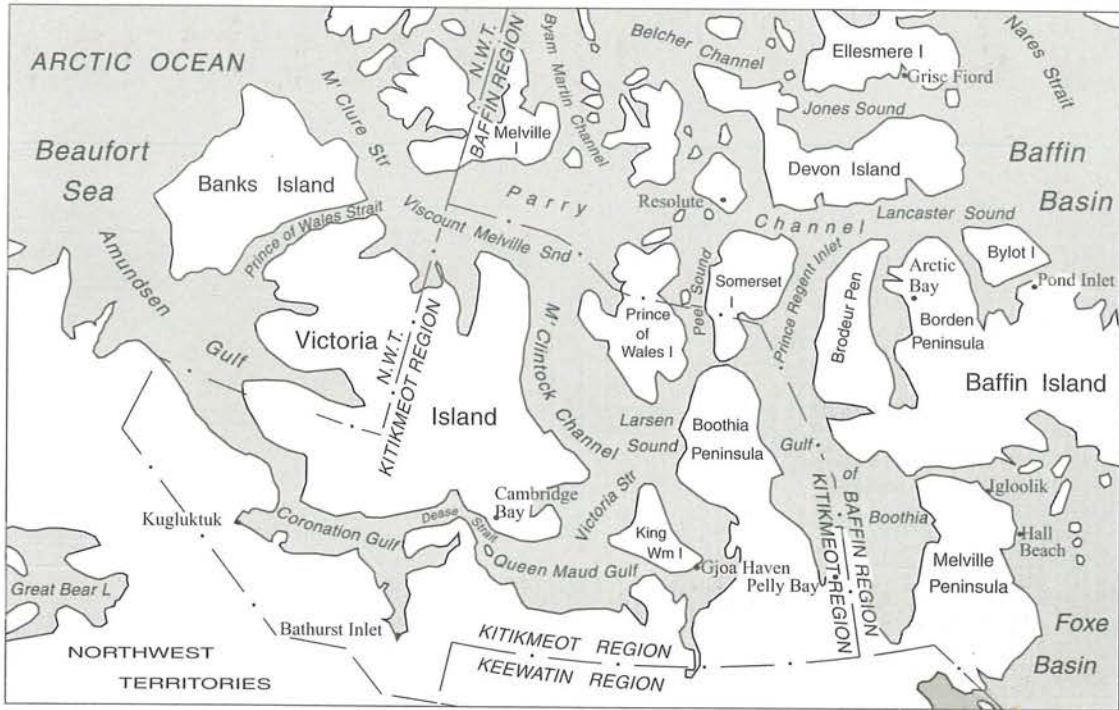 ARCTIC OCEAN
Beaufort
Sea
M' Clure Str
N.W.T.
BAFFIN REGION
Byam Martin Channel
Belcher Channel
Ellesmere I
Grise Fiord
Nares Strait
Jones Sound
Melville
I
Devon Island
Baffin
Basin
Banks Island
Prince of Wales Strait
Parry
Channel
Resolute
Lancaster Sound
Viscount Melville Snd
Amundsen
Gulf
Bylot I
Pond Inlet
Peel Sound
Somerset
I
Prince Regent Inlet
Brodeur Pen
Arctic
Bay
Borden
Peninsula
Prince
of
Wales I
Victoria
Island
N.W.T.
KITIKMEOT REGION
M' Clintock Channel
Baffin Island
Larsen
Sound
Boothia
Peninsula
Gulf
of
Boothia
BAFFIN REGION
KITIKMEOT REGION
Victoria Str
Igloolik
Hall
Beach
Melville
Peninsula
Cambridge
Bay
Kugluktuk
Coronation Gulf
Dease
Strait
King
Wm I
Queen Maud Gulf
Gjoa Haven
Pelly Bay
Great Bear L
Bathurst Inlet
Foxe
Basin
KITIKMEOT REGION
KEEWATIN REGION
NORTHWEST
TERRITORIES